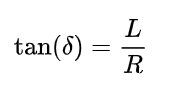 tan(δ) = L/R